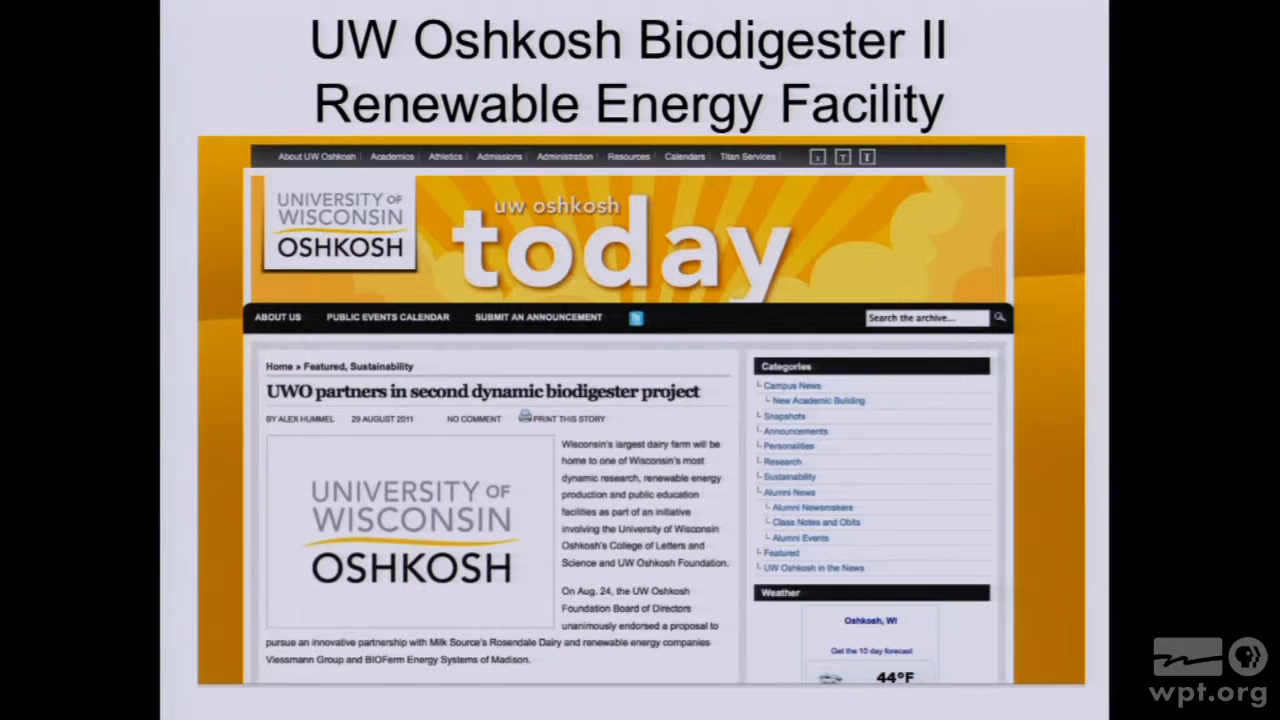 UW Oshkosh Biodigester II
Renewable Energy Facility
About UW Oshkosh Academics Athletics Admissions Administration Resources Calendars Titan Services T T T
UNIVERSITY OF
WISCONSIN
OSHKOSH
uw oshkosh
today
ABOUT US PUBLIC EVENTS CALENDAR SUBMIT AN ANNOUNCEMENT Search the archive...
Home » Featured, Sustainability
UWO partners in second dynamic biodigester project
BY ALEX HUMMEL 29 AUGUST 2011 NO COMMENT PRINT THIS STORY
UNIVERSITY OF
WISCONSIN
OSHKOSH
Wisconsin's largest dairy farm will be
home to one of Wisconsin's most
dynamic research, renewable energy
production and public education
facilities as part of an initiative
involving the University of Wisconsin
Oshkosh's College of Letters and
Science and UW Oshkosh Foundation.
On Aug. 24, the UW Oshkosh
Foundation Board of Directors
unanimously endorsed a proposal to
pursue an innovative partnership with Milk Source's Rosendale Dairy and renewable energy companies
Viessmann Group and BIOFerm Energy Systems of Madison.
Categories
Campus News
New Academic Building
Snapshots
Announcements
Personalities
Research
Sustainability
Alumni News
Alumni Newsmakers
Class Notes and Obits
Alumni Events
Featured
UW Oshkosh in the News
Weather
Oshkosh, WI
Get the 10 day forecast
44°F
wpt.org